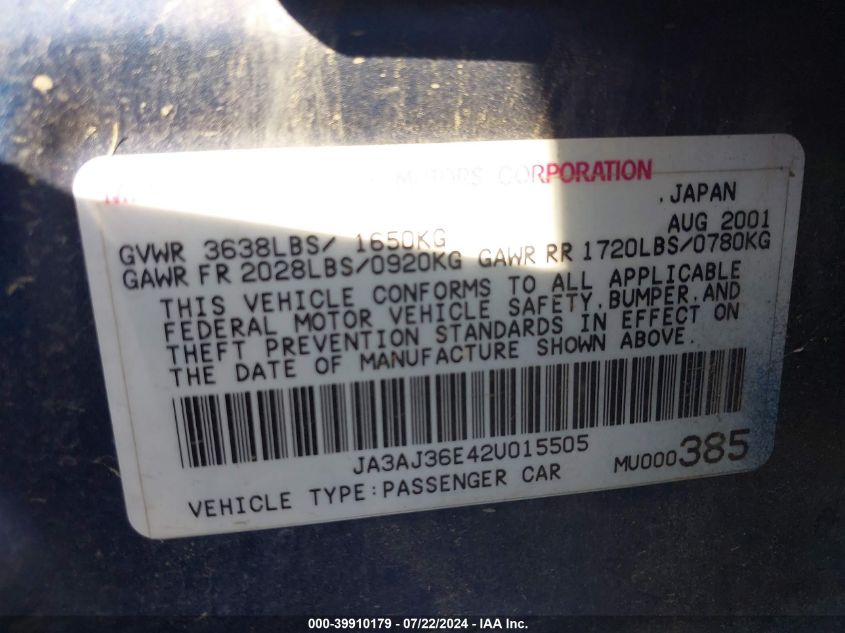 MOTORS CORPORATION
, JAPAN
AUG 2001
GVWR 3638LBS/ 1650KG
GAWR FR 2028LBS/0920KG GAWR RR 1720LBS/0780KG
THIS VEHICLE CONFORMS TO ALL APPLICABLE
FEDERAL MOTOR VEHICLE SAFETY, BUMPER, AND
THEFT PREVENTION STANDARDS IN EFFECT ON
THE DATE OF MANUFACTURE SHOWN ABOVE.
JA3AJ36E42U015505
MU000385
VEHICLE TYPE:PASSENGER CAR
000-39910179 - 07/22/2024 - IAAI.com